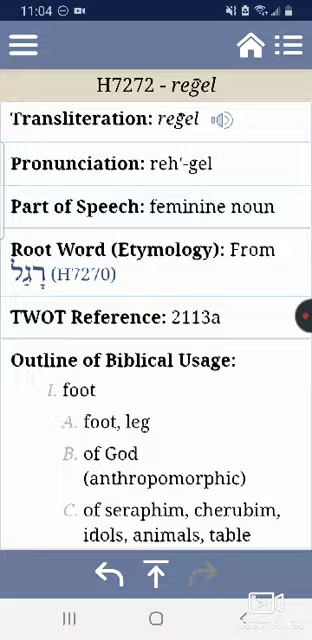 11:04
H7272 - reḡel
Transliteration: reḡel
Pronunciation: reh'-gel
Part of Speech: feminine noun
Root Word (Etymology): From
רָגַל (H7270)
TWOT Reference: 2113a
Outline of Biblical Usage:
I. foot
A. foot, leg
B. of God
(anthropomorphic)
C. of seraphim, cherubim,
idols, animals, table